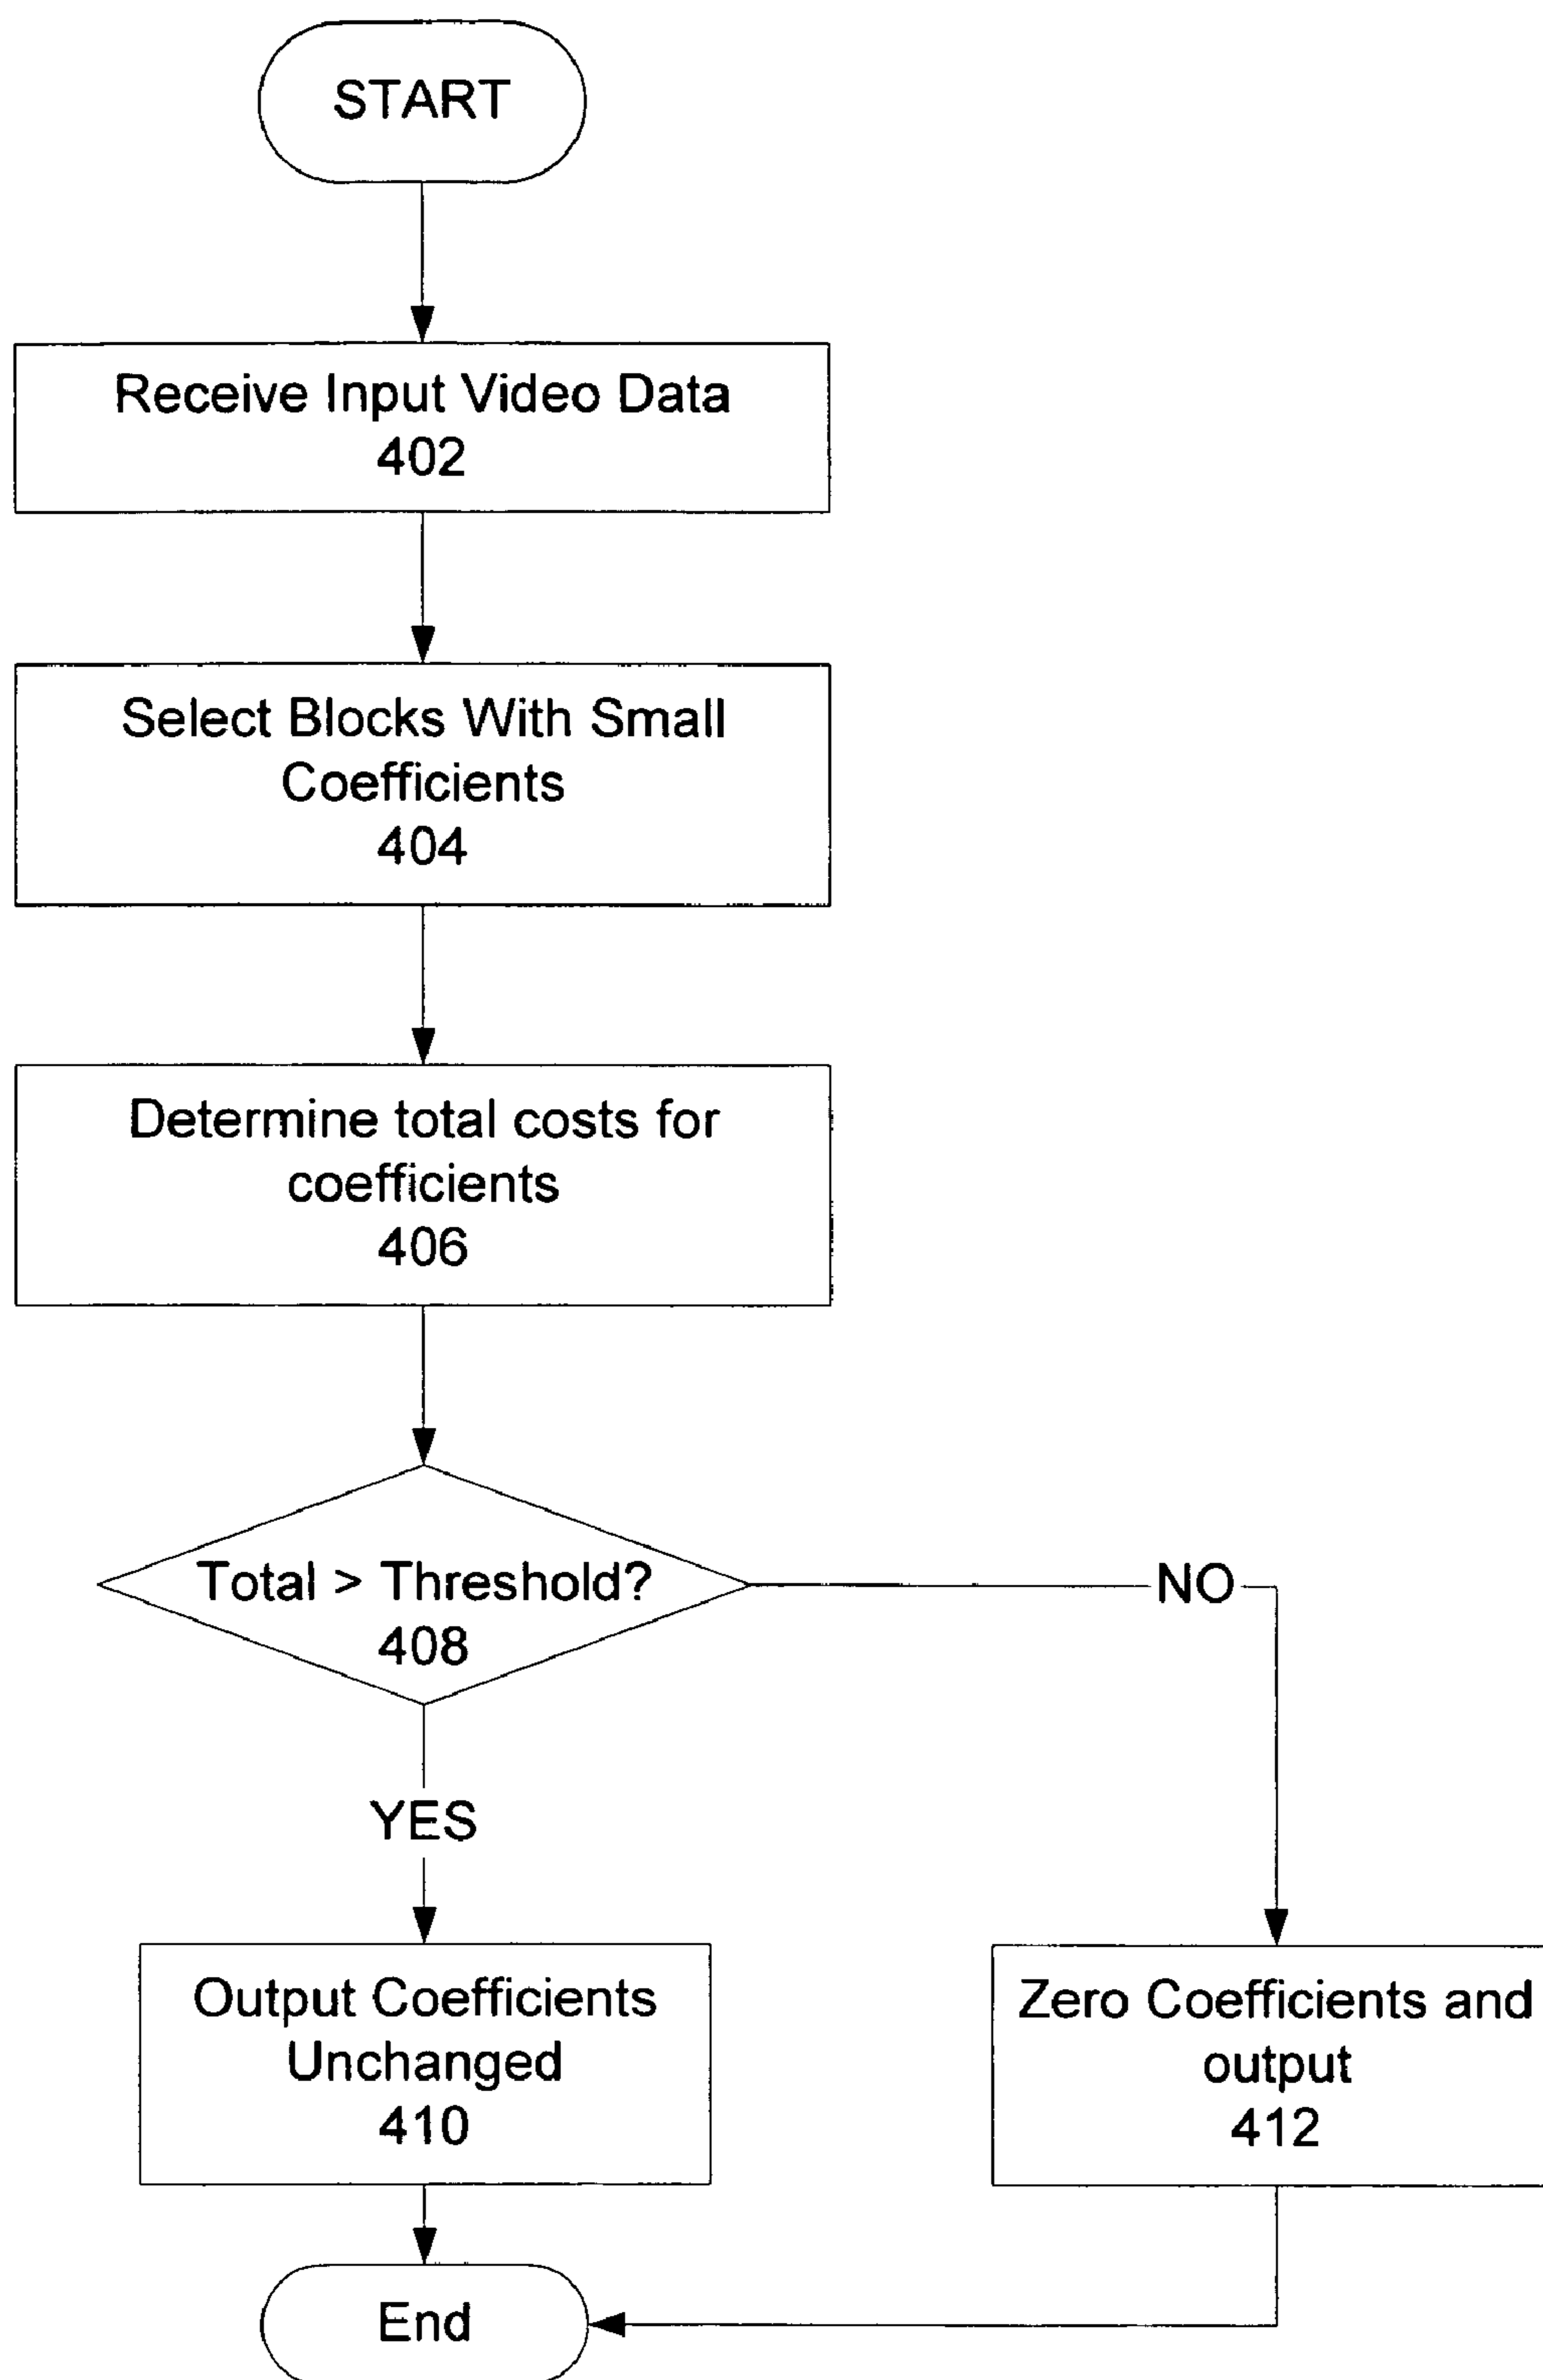 START
Receive Input Video Data
402
Select Blocks With Small
Coefficients
404
Determine total costs for
coefficients
406
Total > Threshold?
408
NO
YES
Output Coefficients
Unchanged
410
Zero Coefficients and
output
412
End